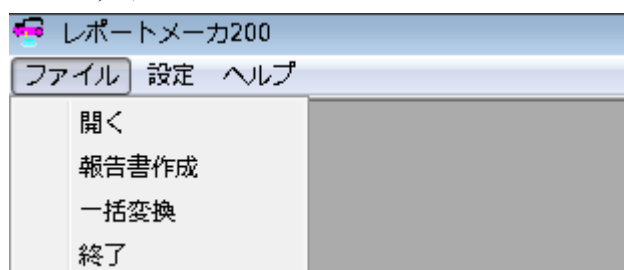 レポートメーカ200
ファイル 設定 ヘルプ
開く
報告書作成
一括変換
終了